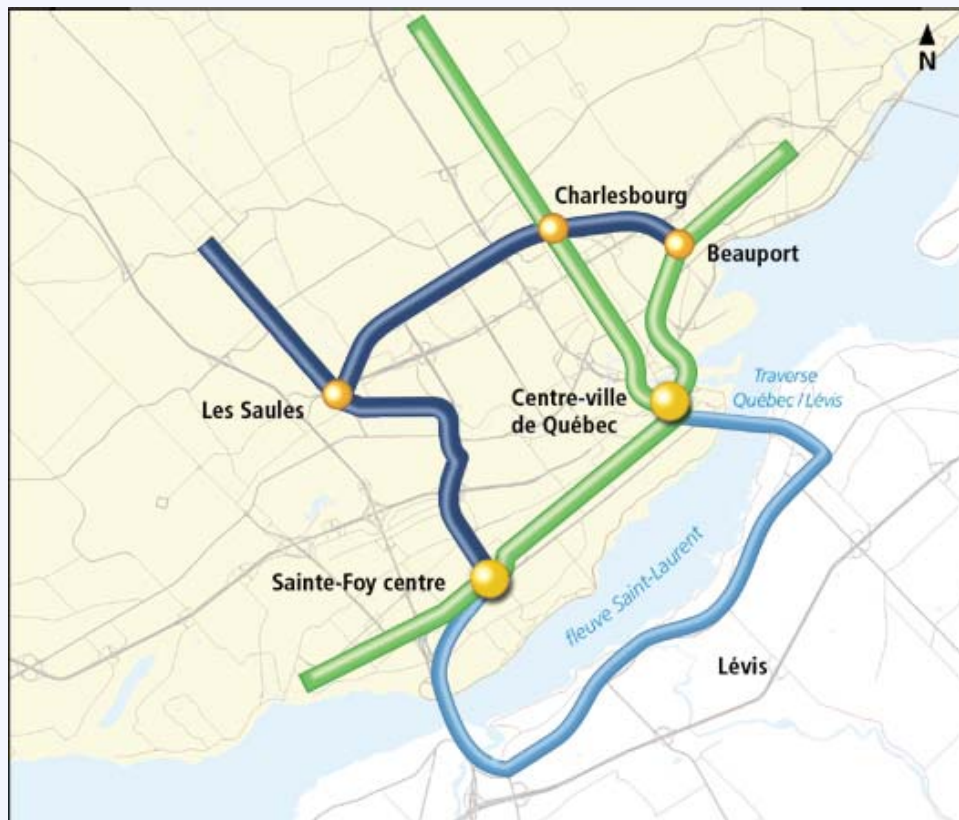 N
Charlesbourg
Beauport
Les Saules
Centre-ville
de Québec
Traverse
Québec / Lévis
Sainte-Foy centre
fleuve Saint-Laurent
Lévis